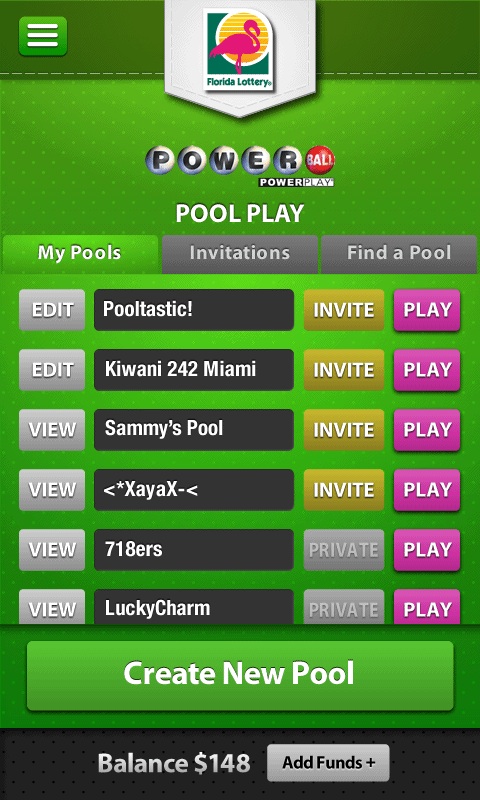 Florida Lottery®
POWERBALL
POWERPLAY®
POOL PLAY
My Pools Invitations Find a Pool
EDIT Pooltastic! INVITE PLAY
EDIT Kiwani 242 Miami INVITE PLAY
VIEW Sammy's Pool INVITE PLAY
VIEW <*XayaX-< INVITE PLAY
VIEW 718ers PRIVATE PLAY
VIEW LuckyCharm PRIVATE PLAY
Create New Pool
Balance $148 Add Funds +